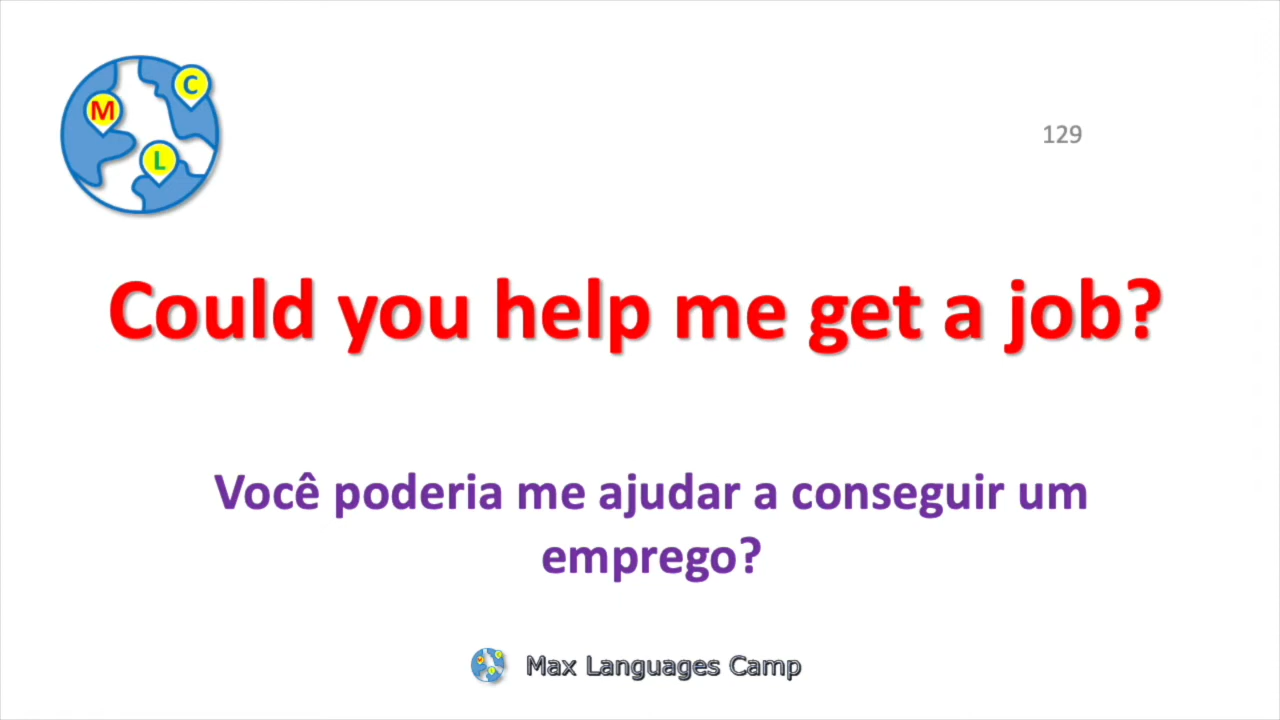 C
M
L
129
Could you help me get a job?
Você poderia me ajudar a conseguir um
emprego?
Max Languages Camp